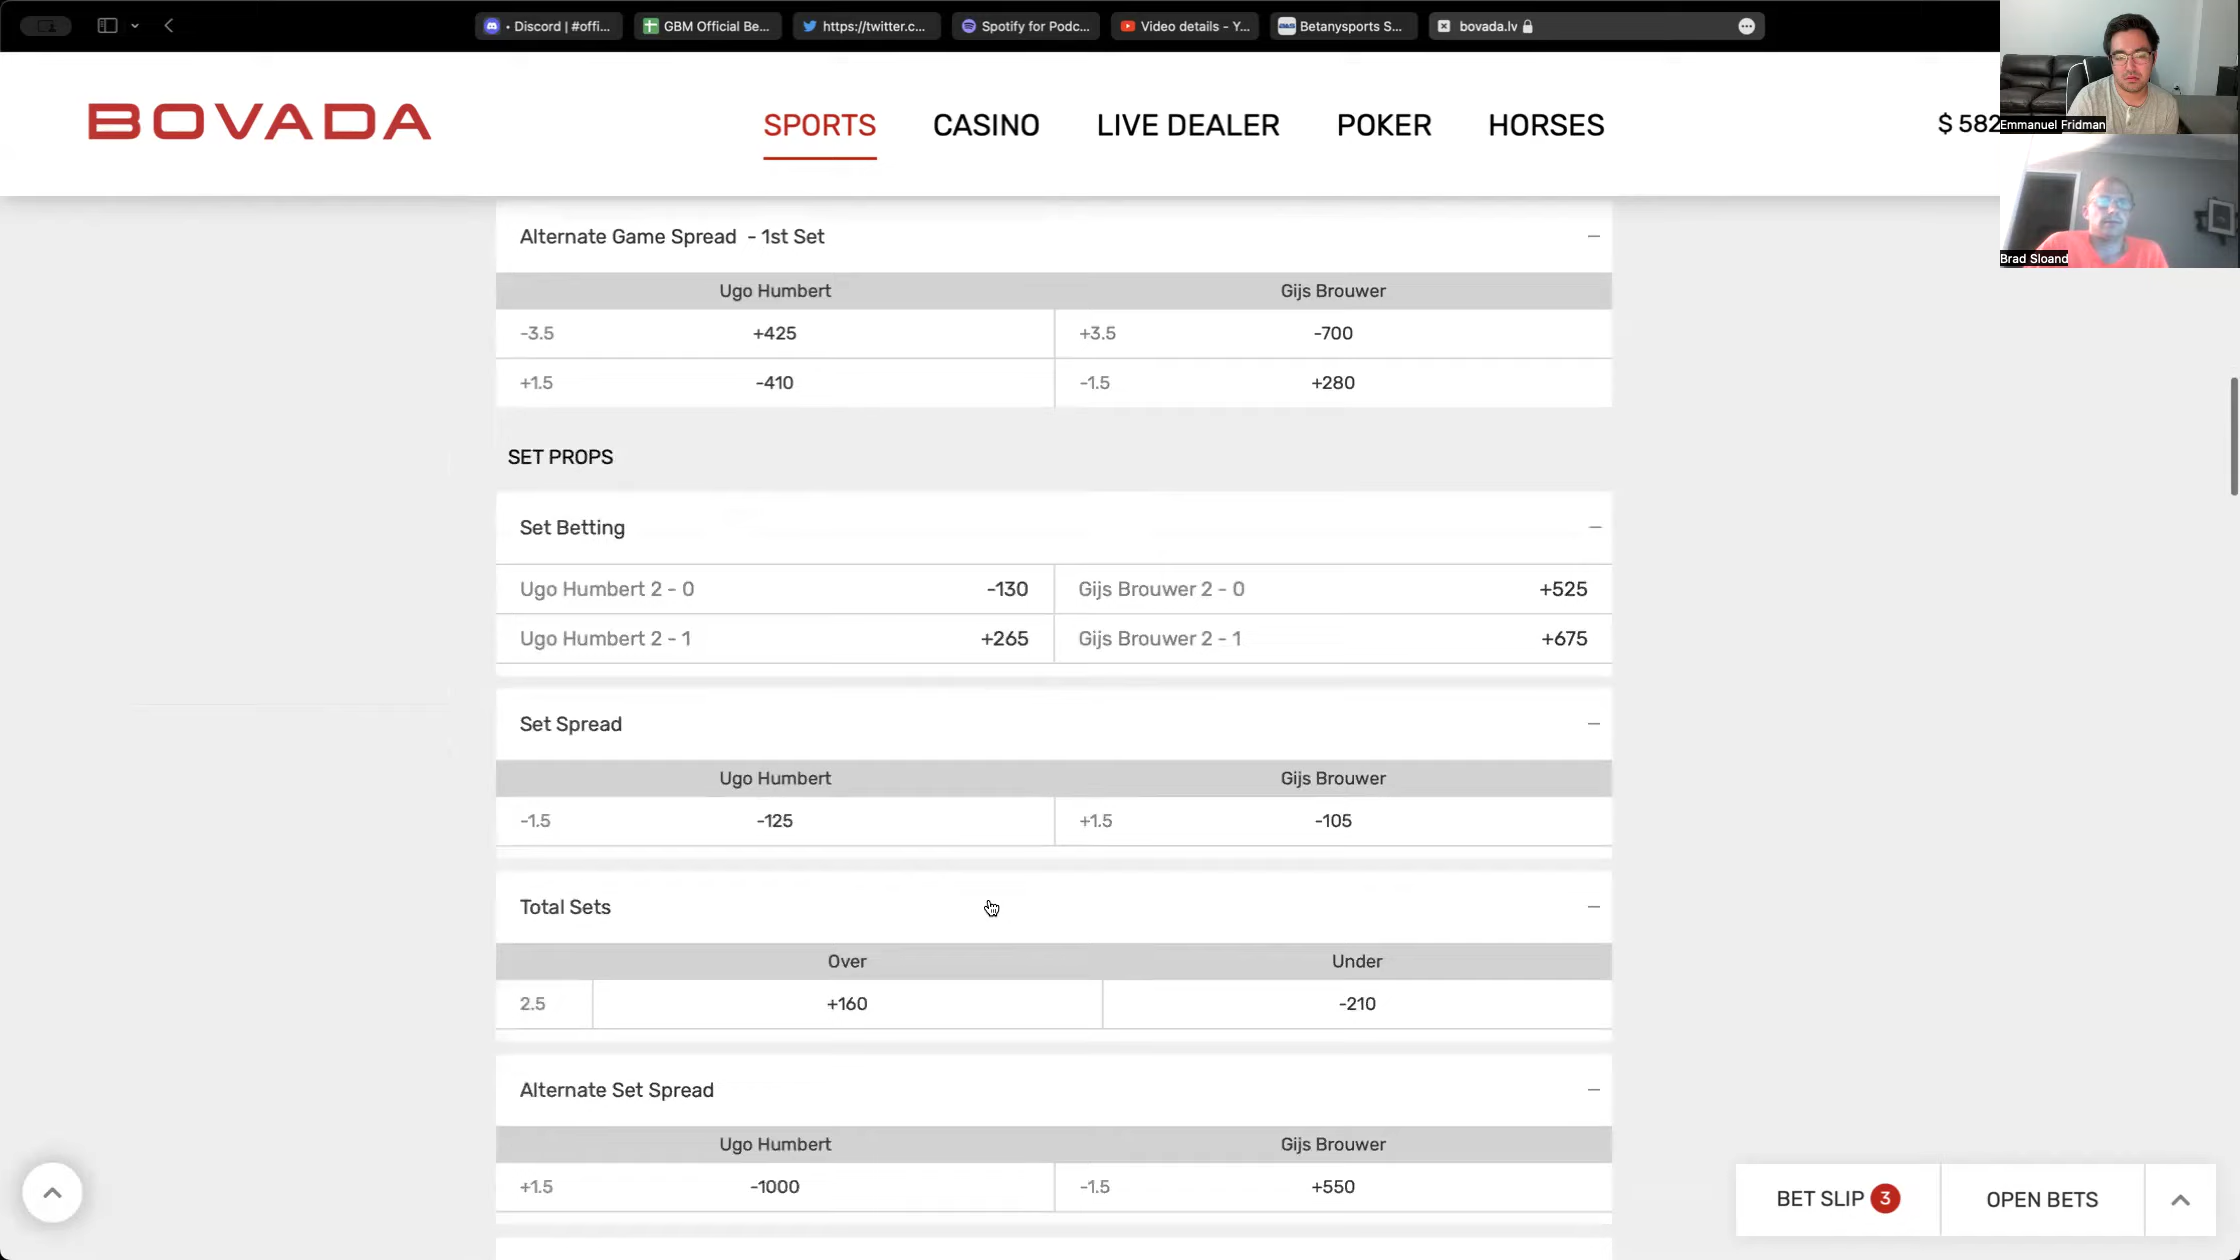 • Discord | #offi...
GBM Official Be...
https://twitter.c...
Spotify for Podc...
Video details - Y...
Betanysports S...
bovada.lv
BOVADA
SPORTS
CASINO
LIVE DEALER
POKER
HORSES
$ 582
Emmanuel Fridman
Brad Sloand
Alternate Game Spread - 1st Set
Ugo Humbert Gijs Brouwer
-3.5 +425 +3.5 -700
+1.5 -410 -1.5 +280
SET PROPS
Set Betting
Ugo Humbert 2 - 0 -130 Gijs Brouwer 2 - 0 +525
Ugo Humbert 2 - 1 +265 Gijs Brouwer 2 - 1 +675
Set Spread
Ugo Humbert Gijs Brouwer
-1.5 -125 +1.5 -105
Total Sets
Over Under
2.5 +160 -210
Alternate Set Spread
Ugo Humbert Gijs Brouwer
+1.5 -1000 -1.5 +550
BET SLIP 3
OPEN BETS